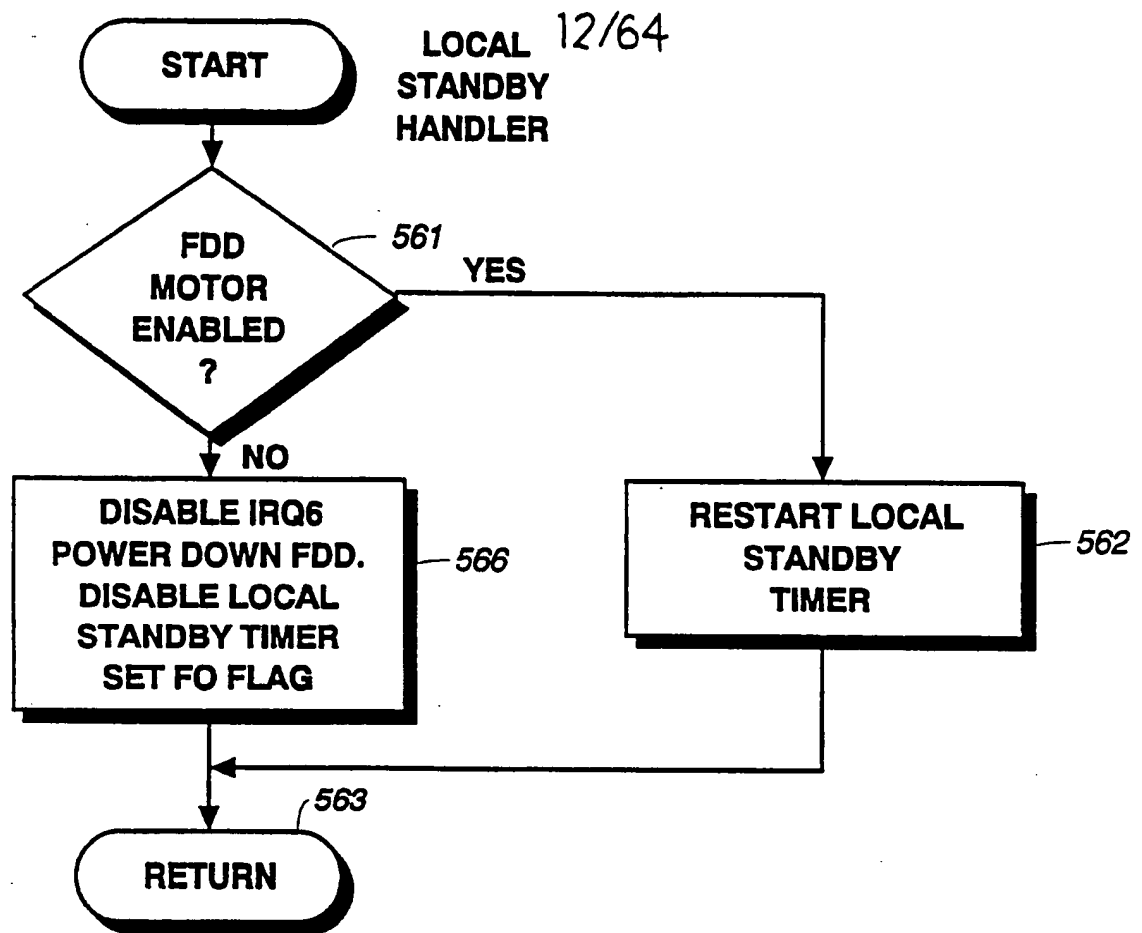 START
LOCAL
STANDBY
HANDLER
12/64
FDD
MOTOR
ENABLED
?
561
YES
NO
DISABLE IRQ6
POWER DOWN FDD.
DISABLE LOCAL
STANDBY TIMER
SET FO FLAG
566
RESTART LOCAL
STANDBY
TIMER
562
563
RETURN